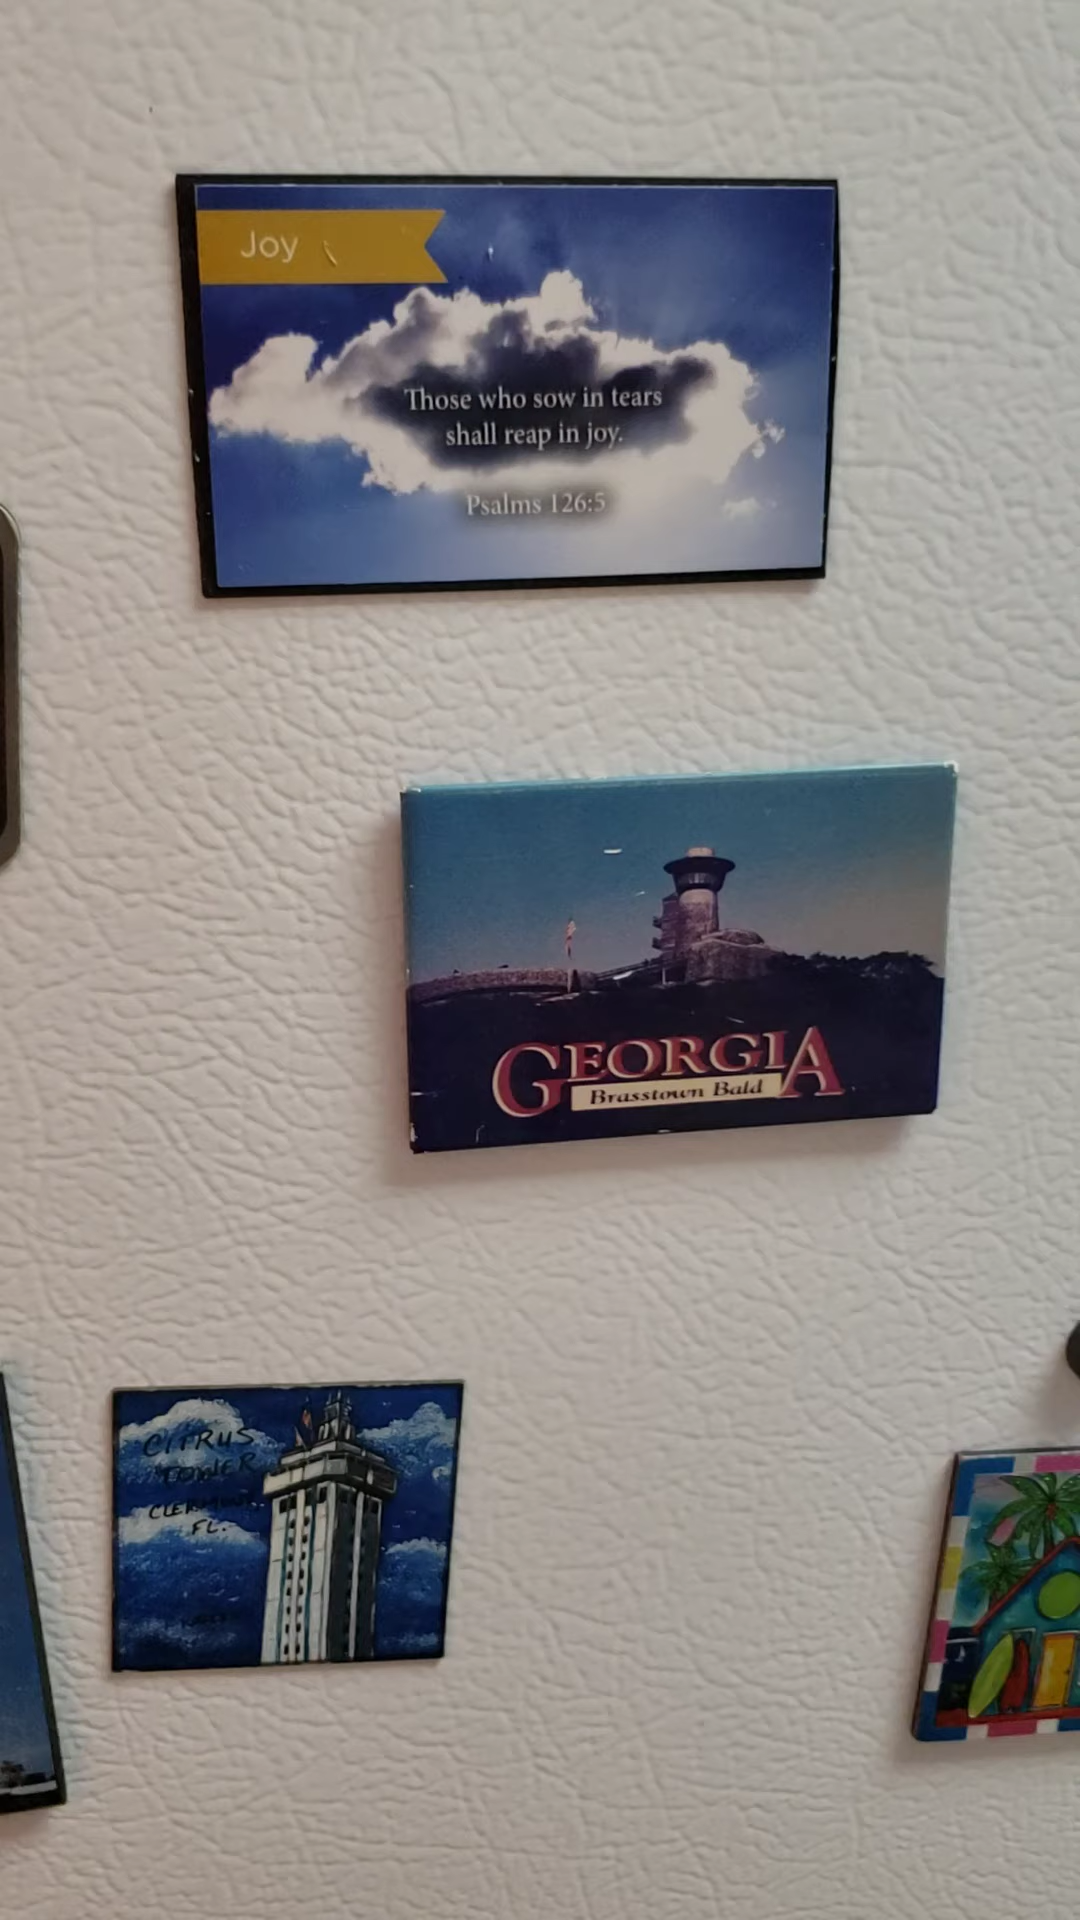 Joy
Those who sow in tears
shall reap in joy.
Psalms 126:5
GEORGIA
Brasstown Bald
CITRUS
TOWER
CLERMONT
FL.